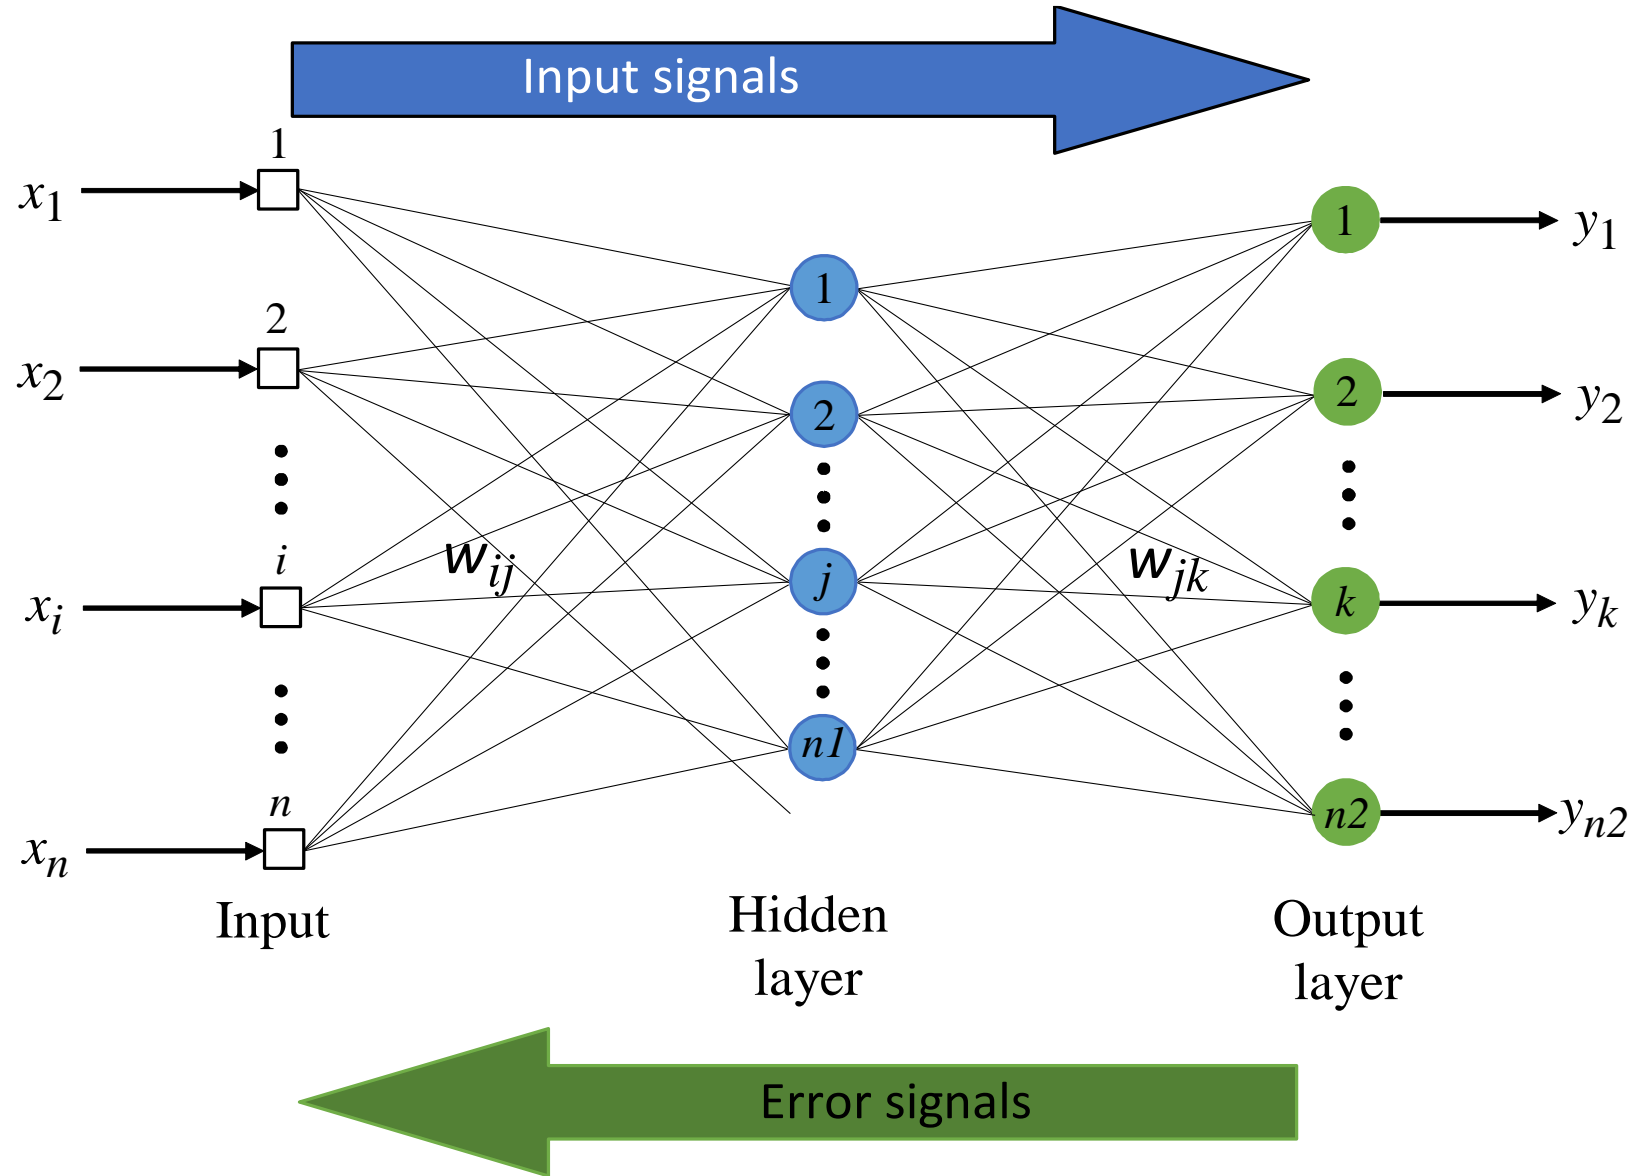 Input signals
1
x1
1
y1
1
2
x2
2
y2
2
i
wij
wjk
xi
j
k
yk
n1
n
xn
n2
yn2
Input
Hidden
layer
Output
layer
Error signals